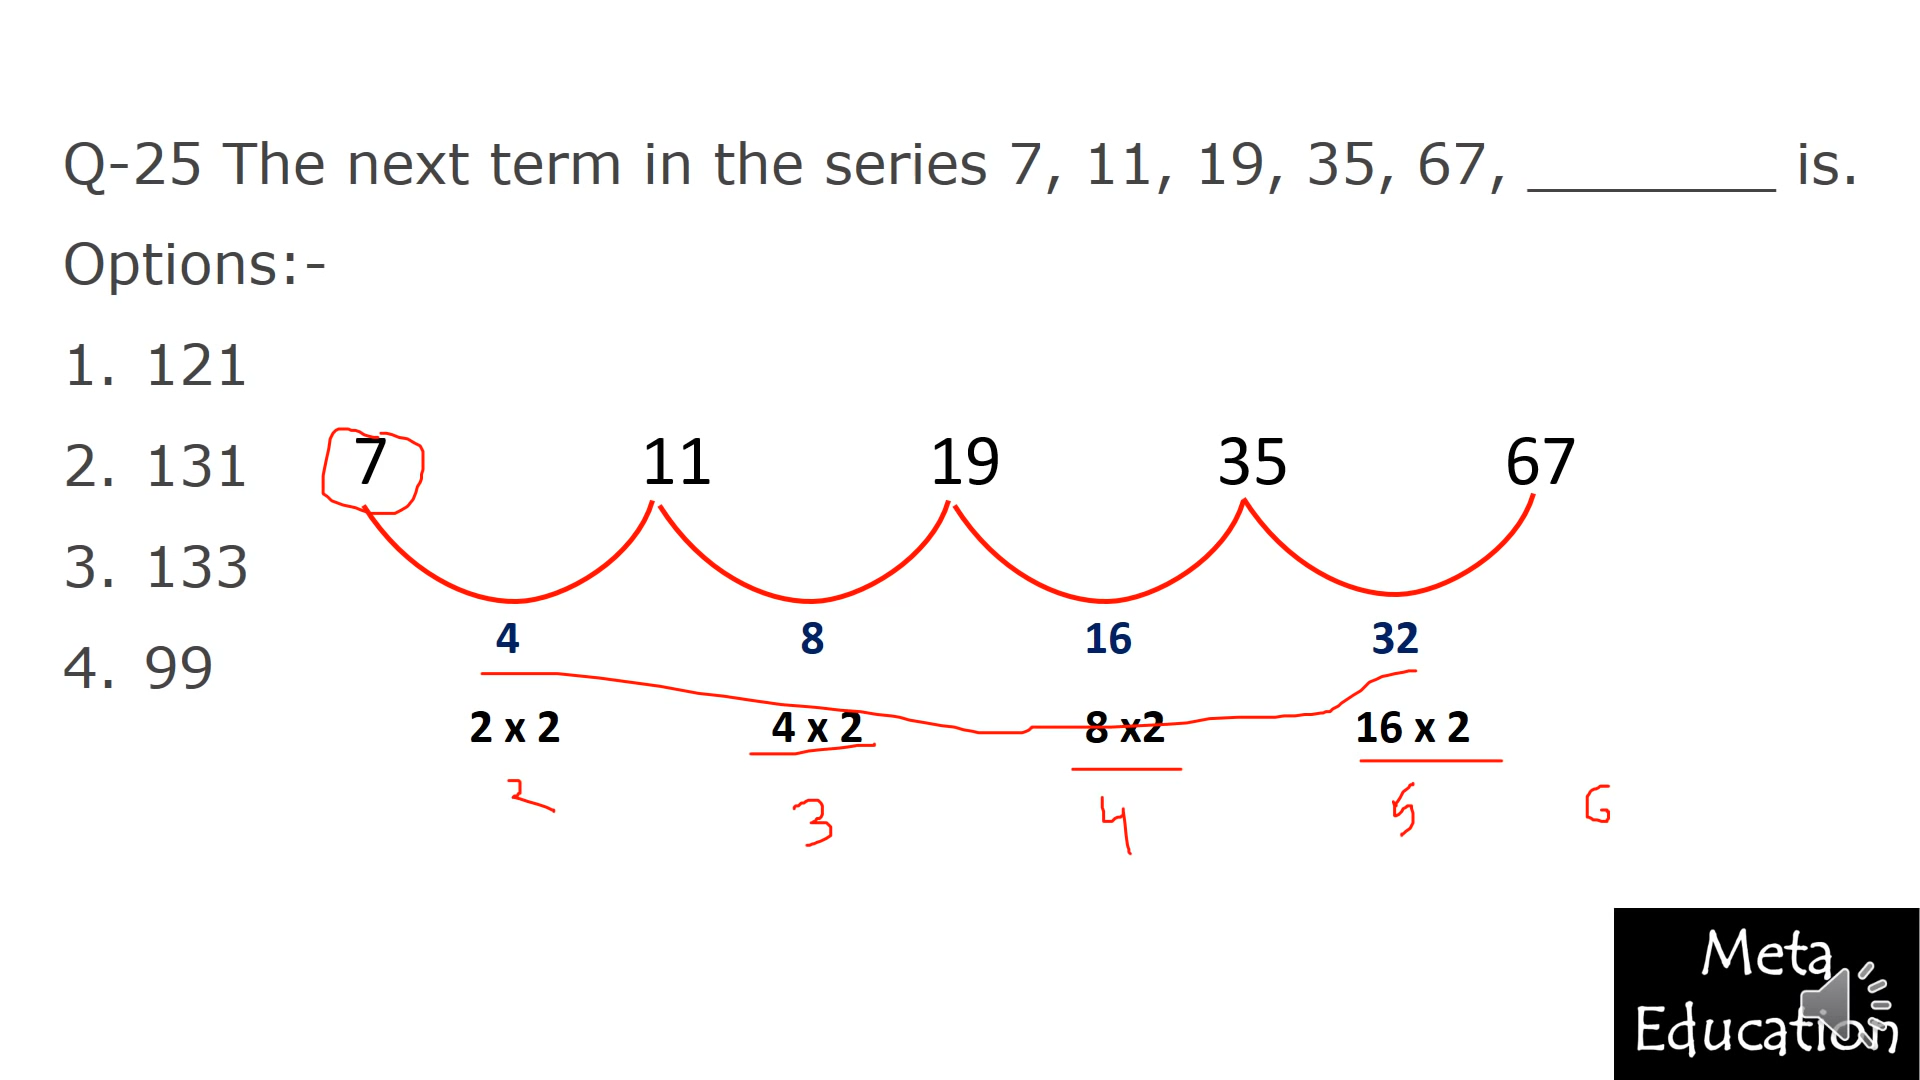 Q-25 The next term in the series 7, 11, 19, 35, 67, ________ is.
Options:-
1. 121
2. 131
3. 133
4. 99
7 11 19 35 67
4 8 16 32
2 x 2 4 x 2 8 x2 16 x 2
2 3 4 5 6
Meta
Education